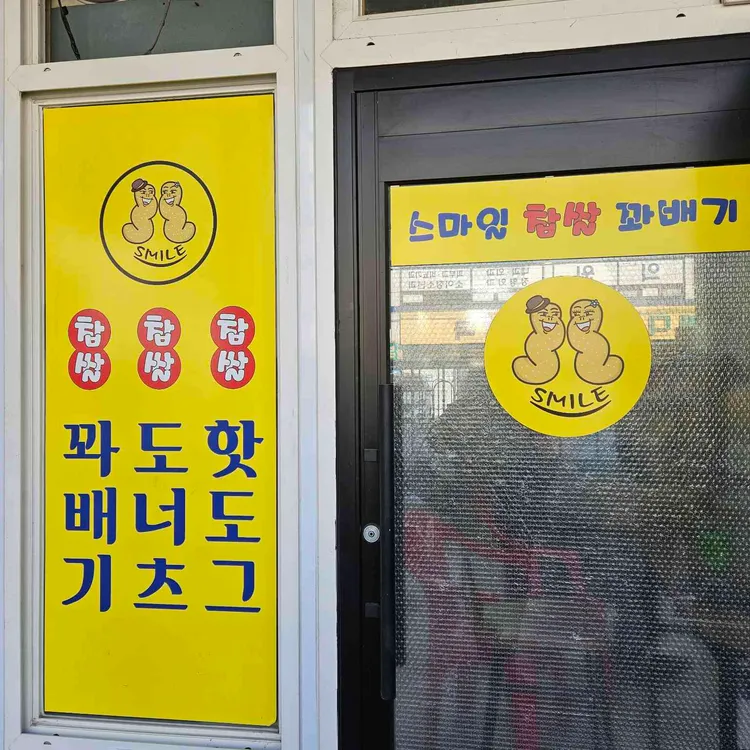 SMILE
찹쌀 찹쌀 찹쌀
꽈배기
도너츠
핫도그
스마일 찹쌀 꽈배기
SMILE